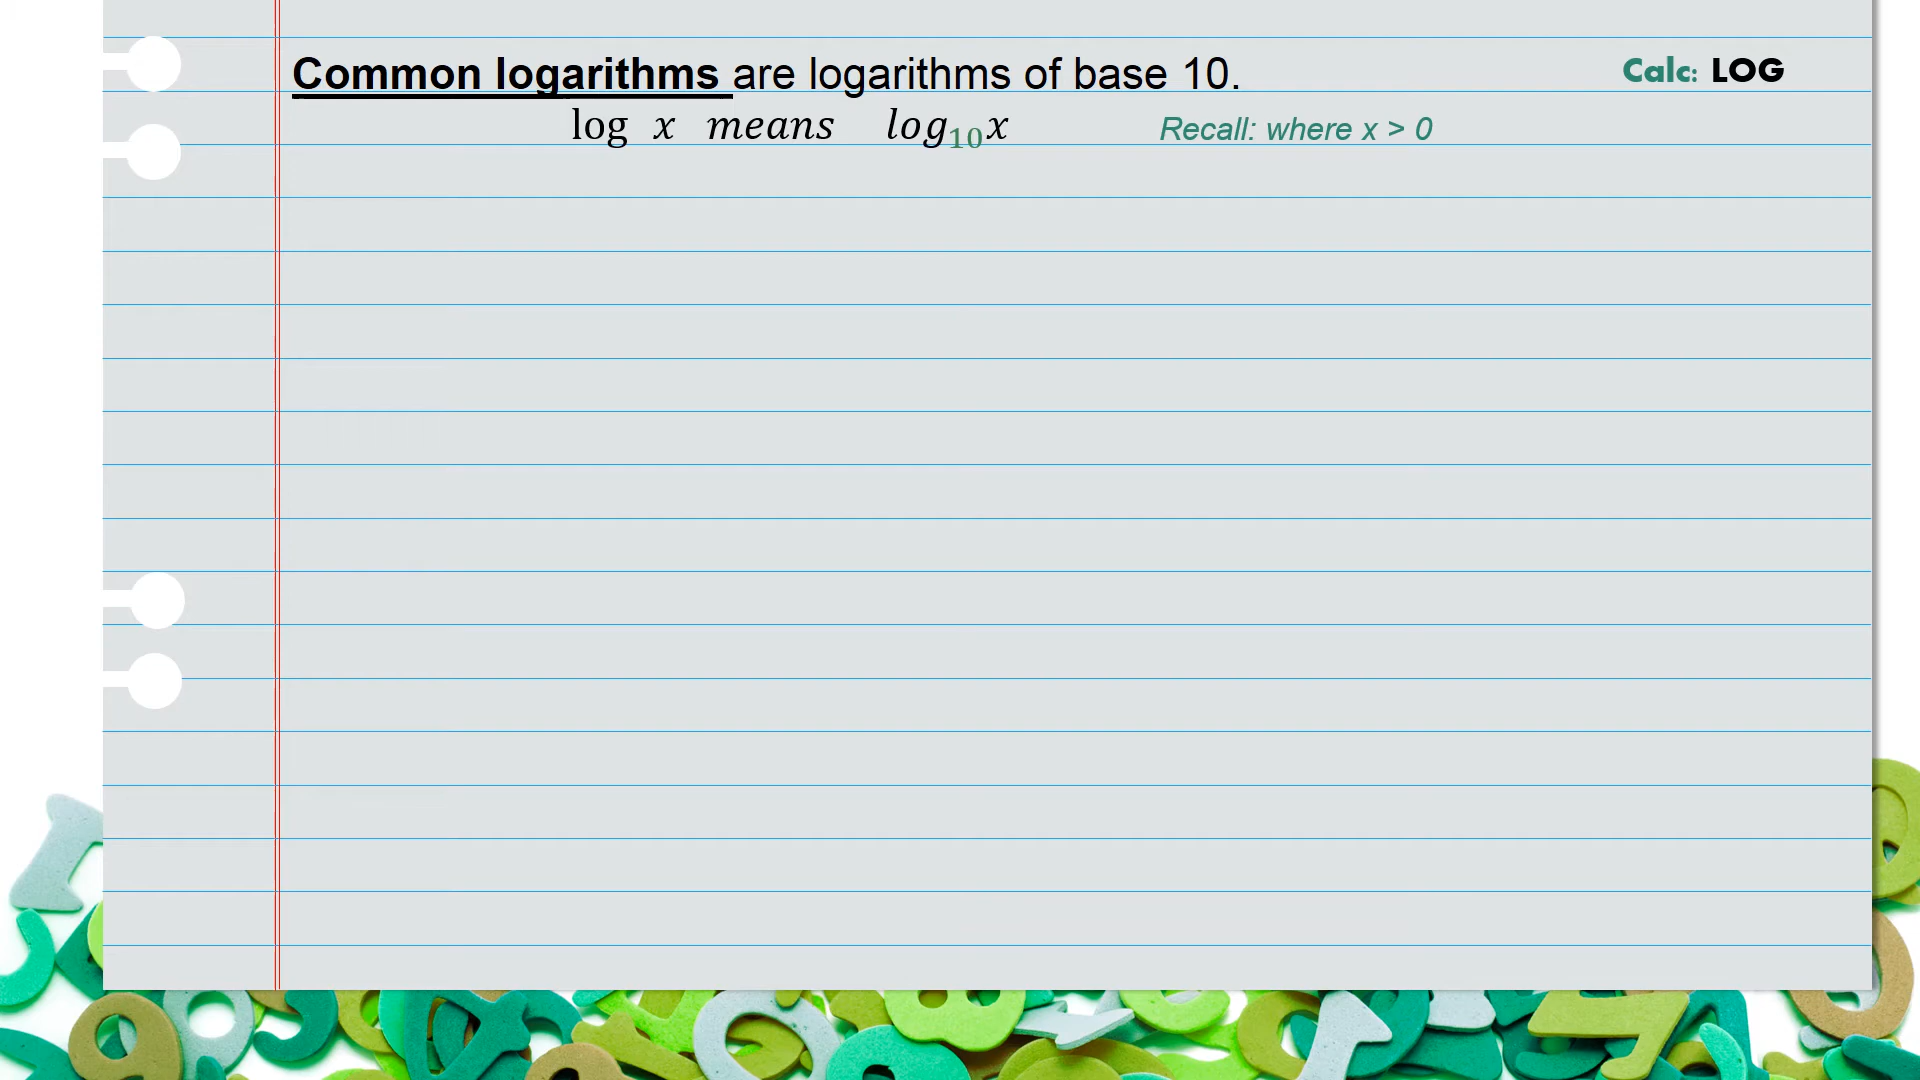 Common logarithms are logarithms of base 10. Calc: LOG
log x means log₁₀x Recall: where x > 0